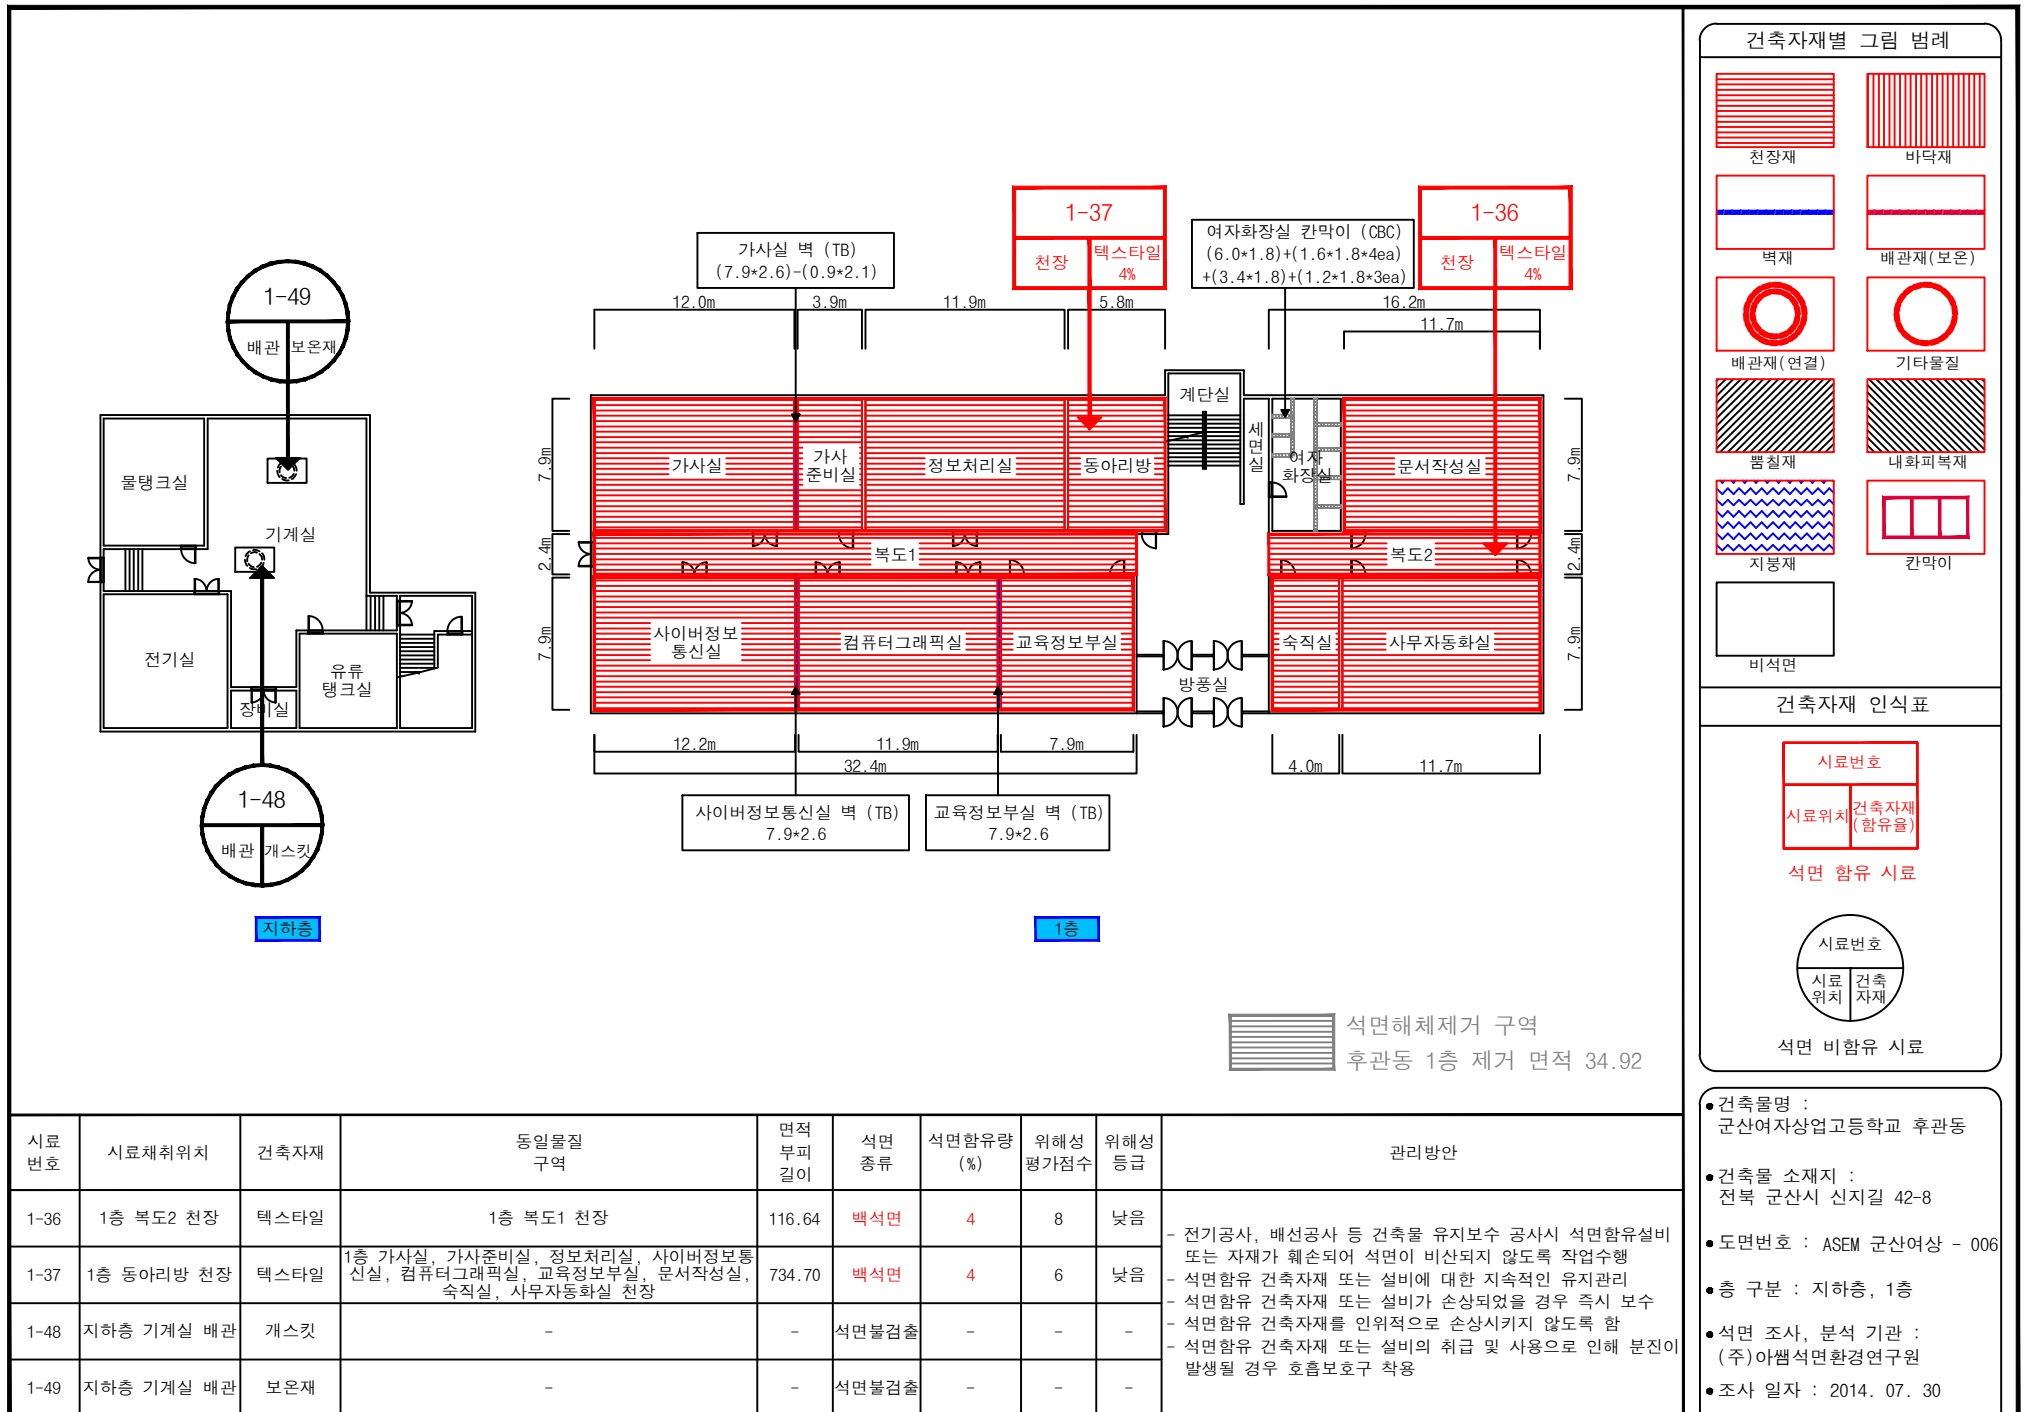 1-49
배관 보온재
물탱크실
기계실
전기실
유류
탱크실
장비실
1-48
배관 개스킷
지하층
가사실 벽 (TB)
(7.9*2.6)-(0.9*2.1)
1-37
천장 텍스타일
4%
여자화장실 칸막이 (CBC)
(6.0*1.8)+(1.6*1.8*4ea)
+(3.4*1.8)+(1.2*1.8*3ea)
1-36
천장 텍스타일
4%
12.0m 3.9m 11.9m 5.8m 16.2m
11.7m
계단실
세면실
여자
화장실
7.9m
가사실
가사
준비실
정보처리실
동아리방
문서작성실
7.9m
2.4m
복도1
복도2
2.4m
7.9m
사이버정보
통신실
컴퓨터그래픽실
교육정보부실
숙직실
사무자동화실
7.9m
방풍실
12.2m 11.9m 7.9m
32.4m
4.0m 11.7m
사이버정보통신실 벽 (TB)
7.9*2.6
교육정보부실 벽 (TB)
7.9*2.6
1층
석면해체제거 구역
후관동 1층 제거 면적 34.92
시료
번호
시료채취위치
건축자재
동일물질
구역
면적
부피
길이
석면
종류
석면함유량
(%)
위해성
평가점수
위해성
등급
관리방안
1-36 1층 복도2 천장 텍스타일 1층 복도1 천장 116.64 백석면 4 8 낮음
1-37 1층 동아리방 천장 텍스타일
1층 가사실, 가사준비실, 정보처리실, 사이버정보통
신실, 컴퓨터그래픽실, 교육정보부실, 문서작성실,
숙직실, 사무자동화실 천장
734.70 백석면 4 6 낮음
1-48 지하층 기계실 배관 개스킷 - - 석면불검출 - - -
1-49 지하층 기계실 배관 보온재 - - 석면불검출 - - -
- 전기공사, 배선공사 등 건축물 유지보수 공사시 석면함유설비
또는 자재가 훼손되어 석면이 비산되지 않도록 작업수행
- 석면함유 건축자재 또는 설비에 대한 지속적인 유지관리
- 석면함유 건축자재 또는 설비가 손상되었을 경우 즉시 보수
- 석면함유 건축자재를 인위적으로 손상시키지 않도록 함
- 석면함유 건축자재 또는 설비의 취급 및 사용으로 인해 분진이
발생될 경우 호흡보호구 착용
건축자재별 그림 범례
천장재 바닥재
벽재 배관재(보온)
배관재(연결) 기타물질
뿜칠재 내화피복재
지붕재 칸막이
비석면
건축자재 인식표
시료번호
시료위치 건축자재
(함유율)
석면 함유 시료
시료번호
시료
위치
건축
자재
석면 비함유 시료
● 건축물명 :
군산여자상업고등학교 후관동
● 건축물 소재지 :
전북 군산시 신지길 42-8
● 도면번호 : ASEM 군산여상 - 006
● 층 구분 : 지하층, 1층
● 석면 조사, 분석 기관 :
(주)아쌤석면환경연구원
● 조사 일자 : 2014. 07. 30